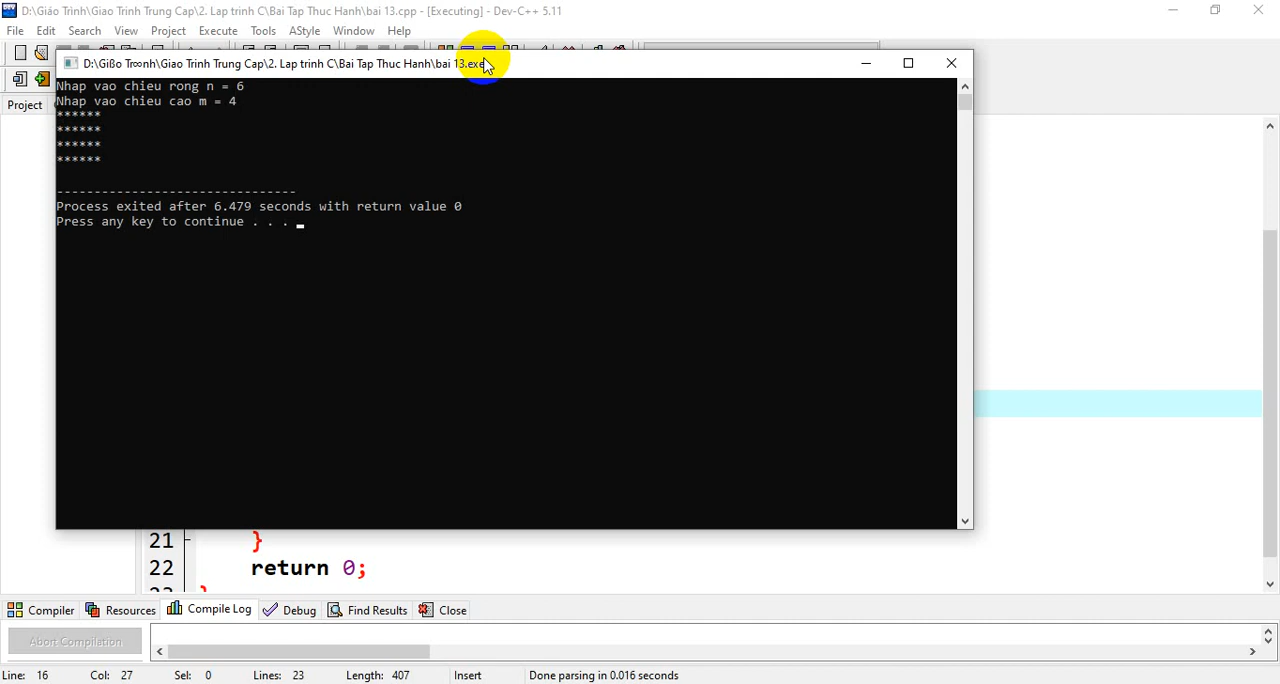 D:\Giáo Trình\Giao Trinh Trung Cap\2. Lap trinh C\Bai Tap Thuc Hanh\bai 13.cpp - [Executing] - Dev-C++ 5.11
File Edit Search View Project Execute Tools AStyle Window Help
D:\Gißo Tr∞nh\Giao Trinh Trung Cap\2. Lap trinh C\Bai Tap Thuc Hanh\bai 13.exe
Project
Nhap vao chieu rong n = 6
Nhap vao chieu cao m = 4
******
******
******
******
--------------------------------
Process exited after 6.479 seconds with return value 0
Press any key to continue . . .
21 }
22 return 0;
Compiler Resources Compile Log Debug Find Results Close
Abort Compilation
Line: 16 Col: 27 Sel: 0 Lines: 23 Length: 407 Insert Done parsing in 0.016 seconds